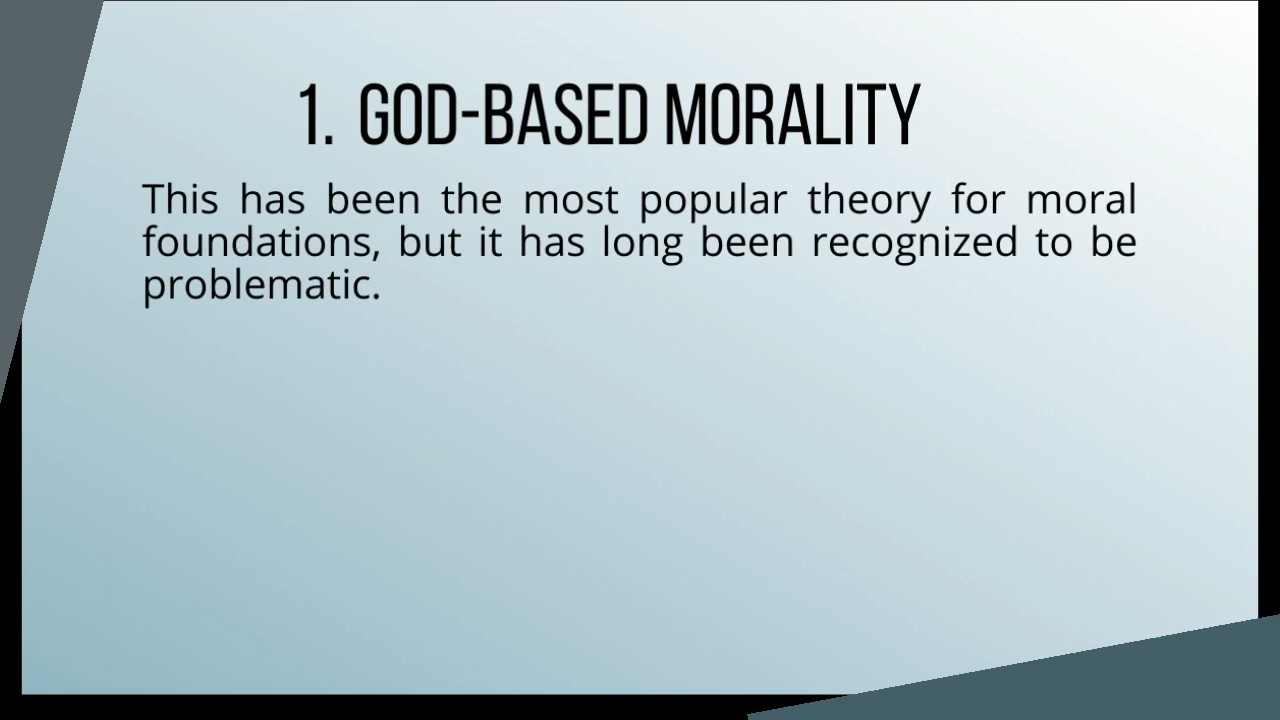 1. GOD-BASED MORALITY
This has been the most popular theory for moral
foundations, but it has long been recognized to be
problematic.